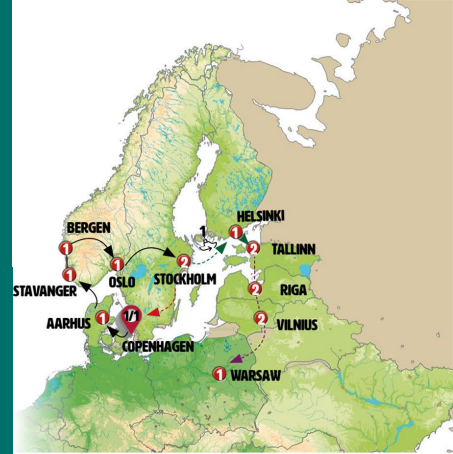 BERGEN
1
1
STAVANGER
1
OSLO
2
STOCKHOLM
1
1
HELSINKI
2
TALLINN
2
RIGA
2
VILNIUS
1
AARHUS
1/1
COPENHAGEN
1
WARSAW